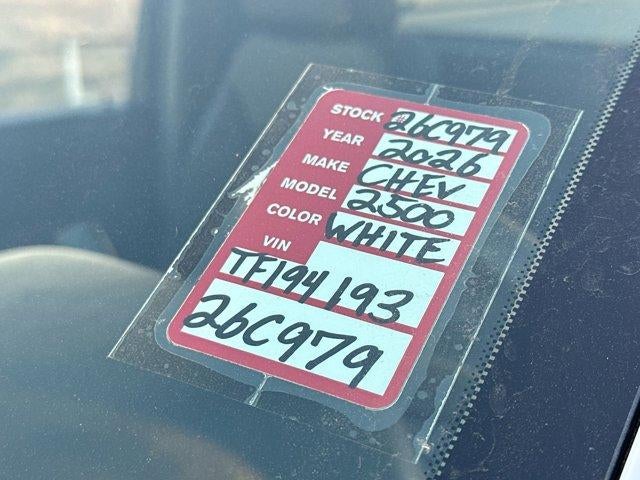 STOCK # 26C979
YEAR 2026
MAKE CHEV
MODEL 2500
COLOR WHITE
VIN
TF194193
26C979